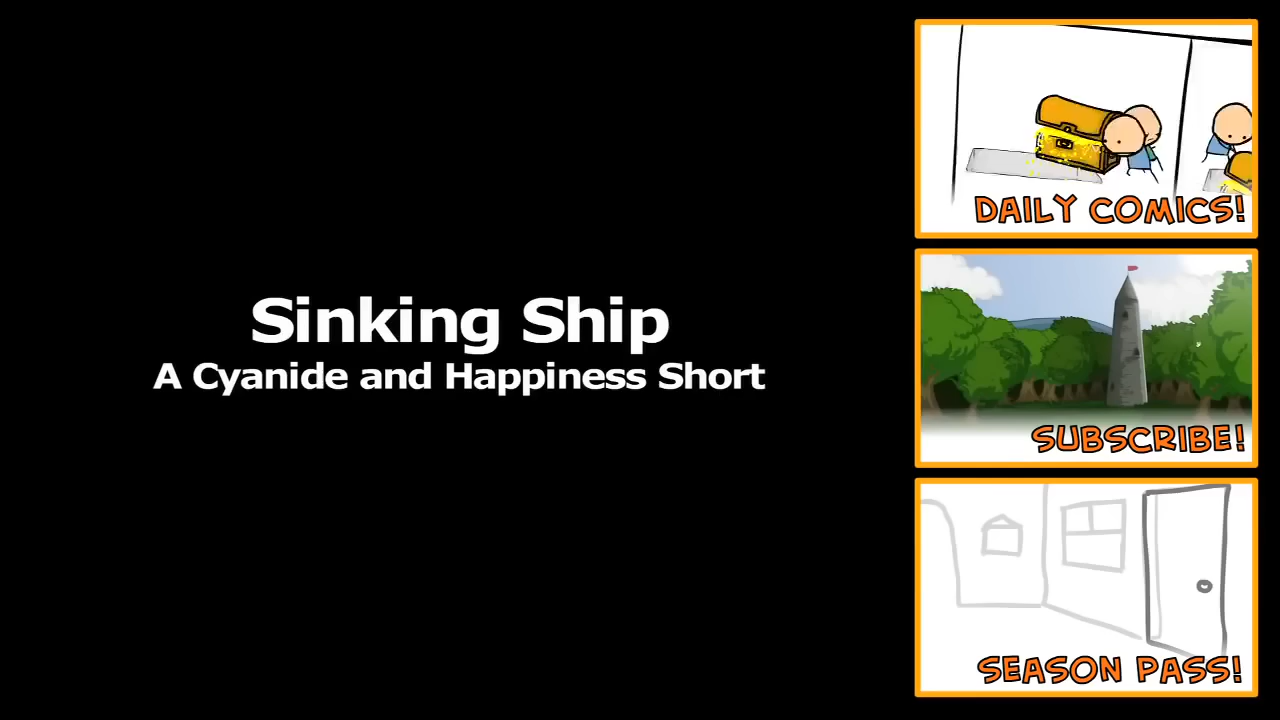 Sinking Ship
A Cyanide and Happiness Short
DAILY COMICS!
SUBSCRIBE!
SEASON PASS!